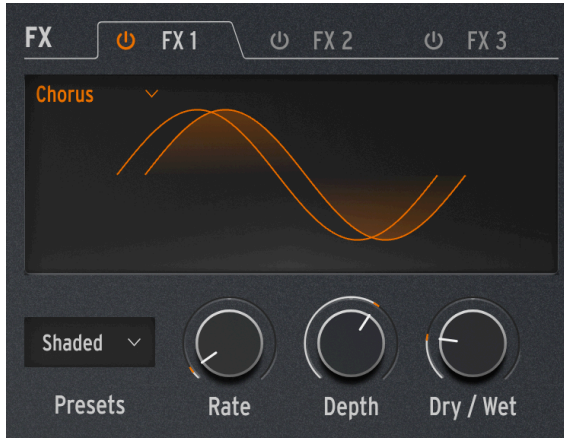 FX FX 1 FX 2 FX 3
Chorus
Shaded
Presets Rate Depth Dry / Wet